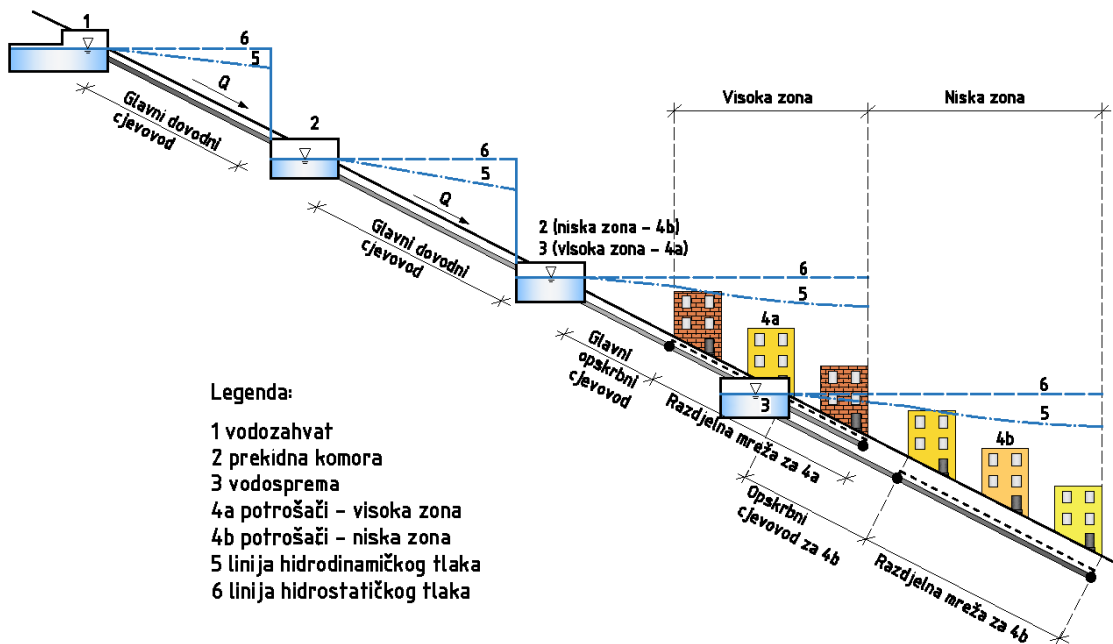 1
6
5
Q
Glavni dovodni
cjevovod
2
6
5
Q
Glavni dovodni
cjevovod
Visoka zona
Niska zona
2 (niska zona - 4b)
3 (visoka zona - 4a)
6
5
4a
Glavni
opskrbni
cjevovod
3
Razdjelna mreža za 4a
6
5
4b
Opskrbni
cjevovod za 4b
Razdjelna mreža za 4b
Legenda:
1 vodozahvat
2 prekidna komora
3 vodosprema
4a potrošači - visoka zona
4b potrošači - niska zona
5 linija hidrodinamičkog tlaka
6 linija hidrostatičkog tlaka